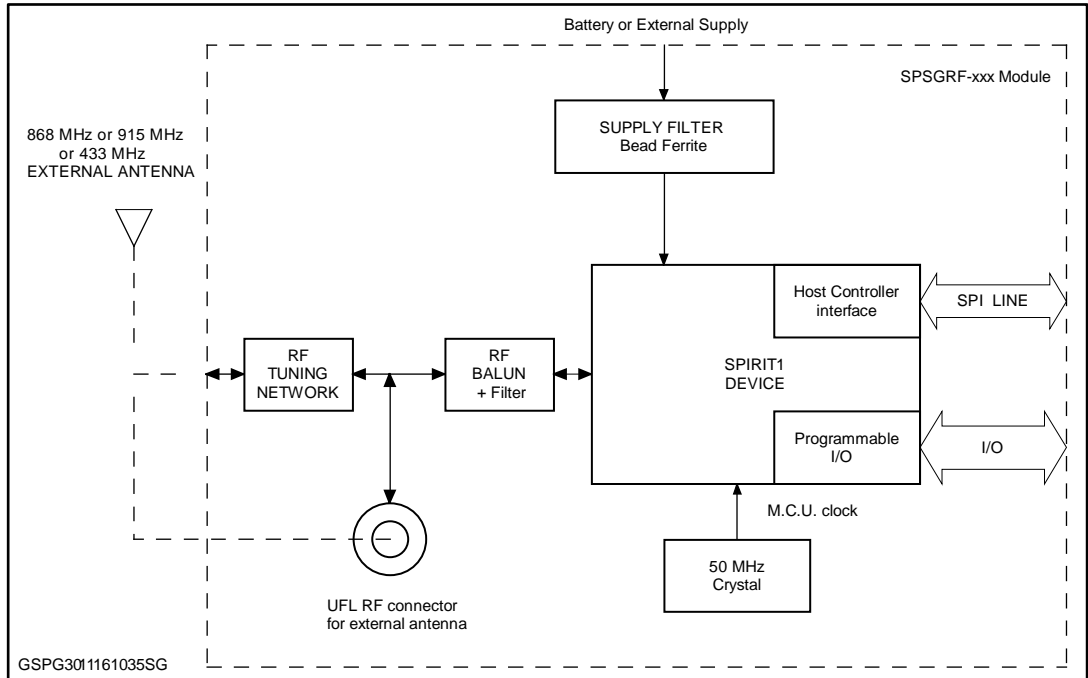 Battery or External Supply
SPSGRF-xxx Module
868 MHz or 915 MHz
or 433 MHz
EXTERNAL ANTENNA
SUPPLY FILTER
Bead Ferrite
Host Controller
interface
SPI LINE
RF
TUNING
NETWORK
RF
BALUN
+ Filter
SPIRIT1
DEVICE
Programmable
I/O
I/O
M.C.U. clock
50 MHz
Crystal
UFL RF connector
for external antenna
GSPG3011161035SG